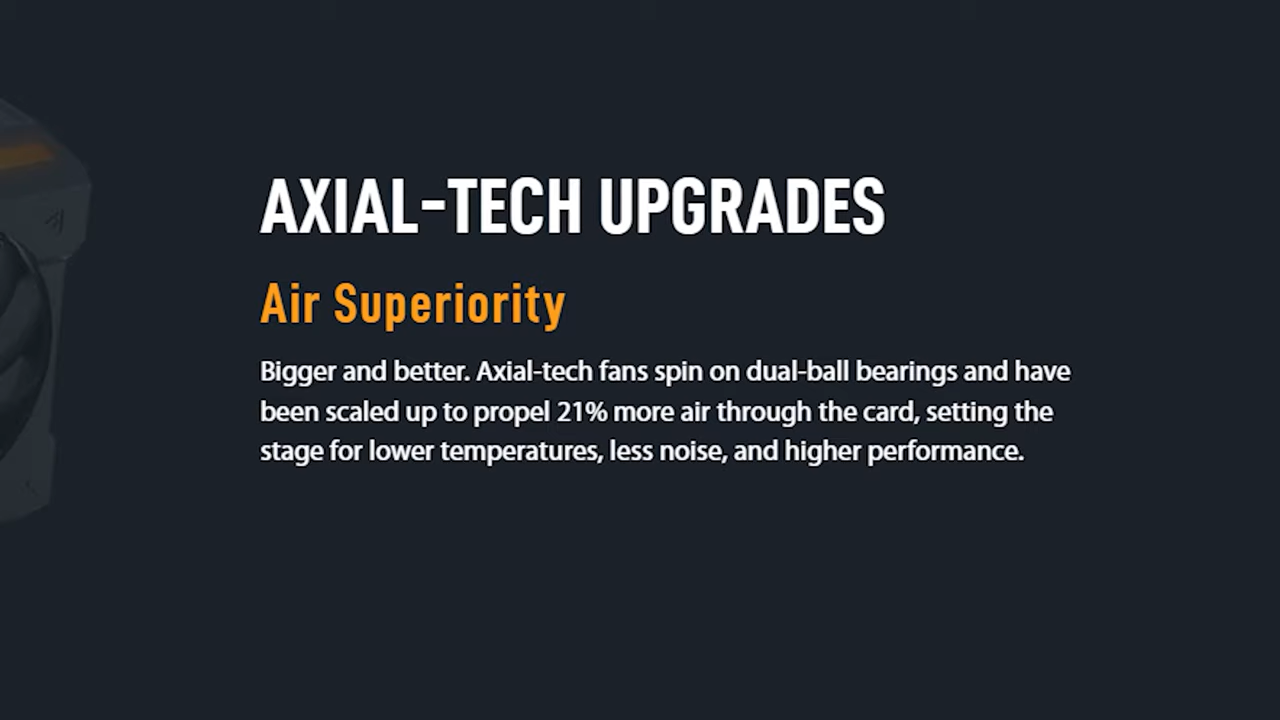 AXIAL-TECH UPGRADES
Air Superiority
Bigger and better. Axial-tech fans spin on dual-ball bearings and have
been scaled up to propel 21% more air through the card, setting the
stage for lower temperatures, less noise, and higher performance.